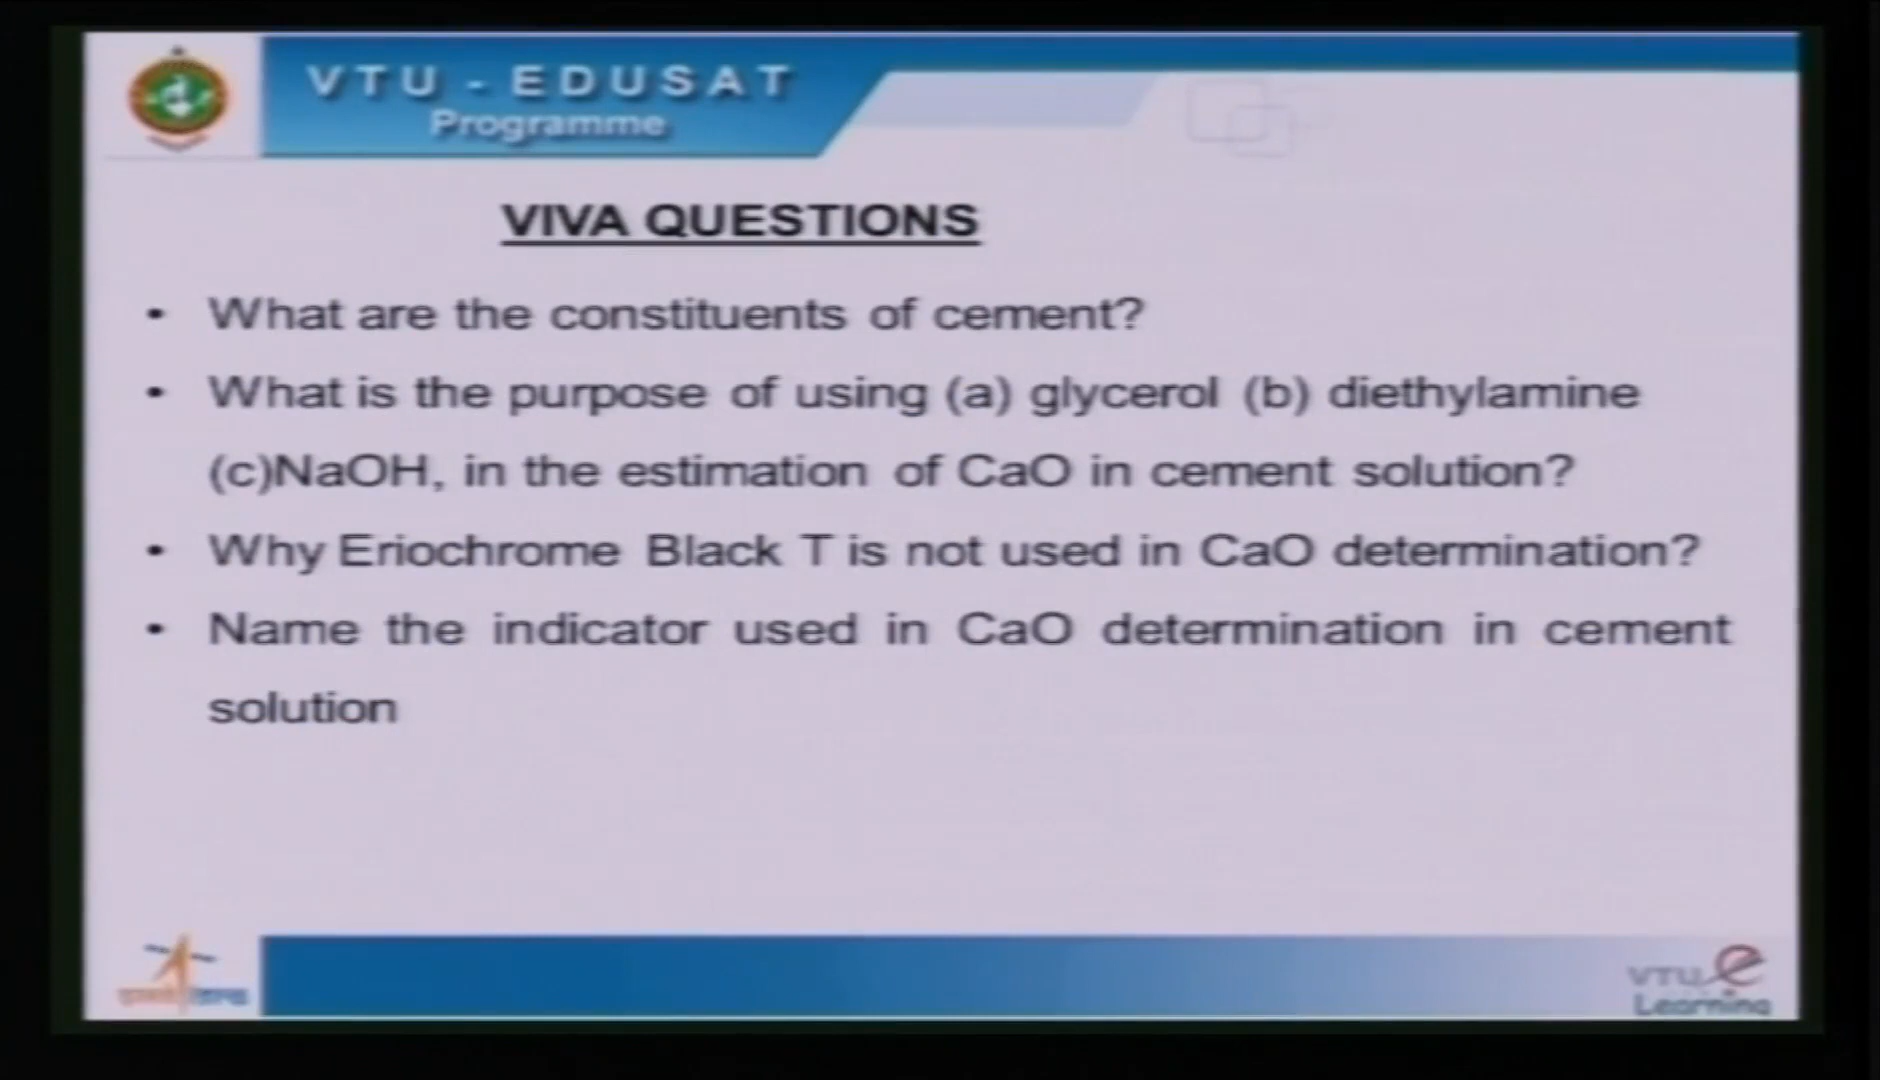 VTU - EDUSAT
Programme
VIVA QUESTIONS
• What are the constituents of cement?
• What is the purpose of using (a) glycerol (b) diethylamine
(c)NaOH, in the estimation of CaO in cement solution?
• Why Eriochrome Black T is not used in CaO determination?
• Name the indicator used in CaO determination in cement
solution
VTU e
Learning